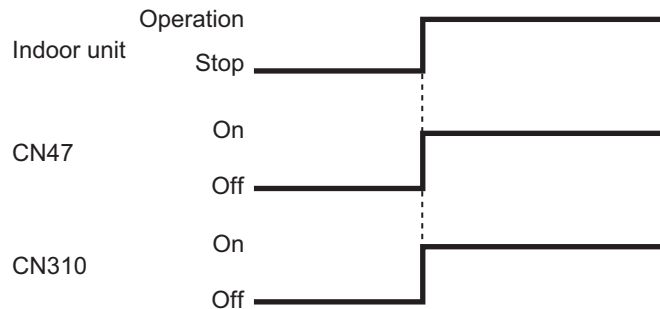 Operation
Indoor unit
Stop
On
CN47
Off
On
CN310
Off